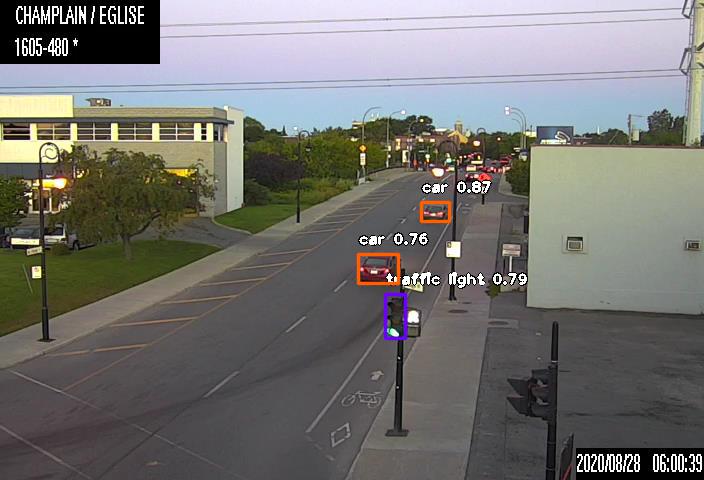 CHAMPLAIN / EGLISE
1605-480 *
car 0.87
car 0.76
traffic light 0.79
2020/08/28 06:00:39